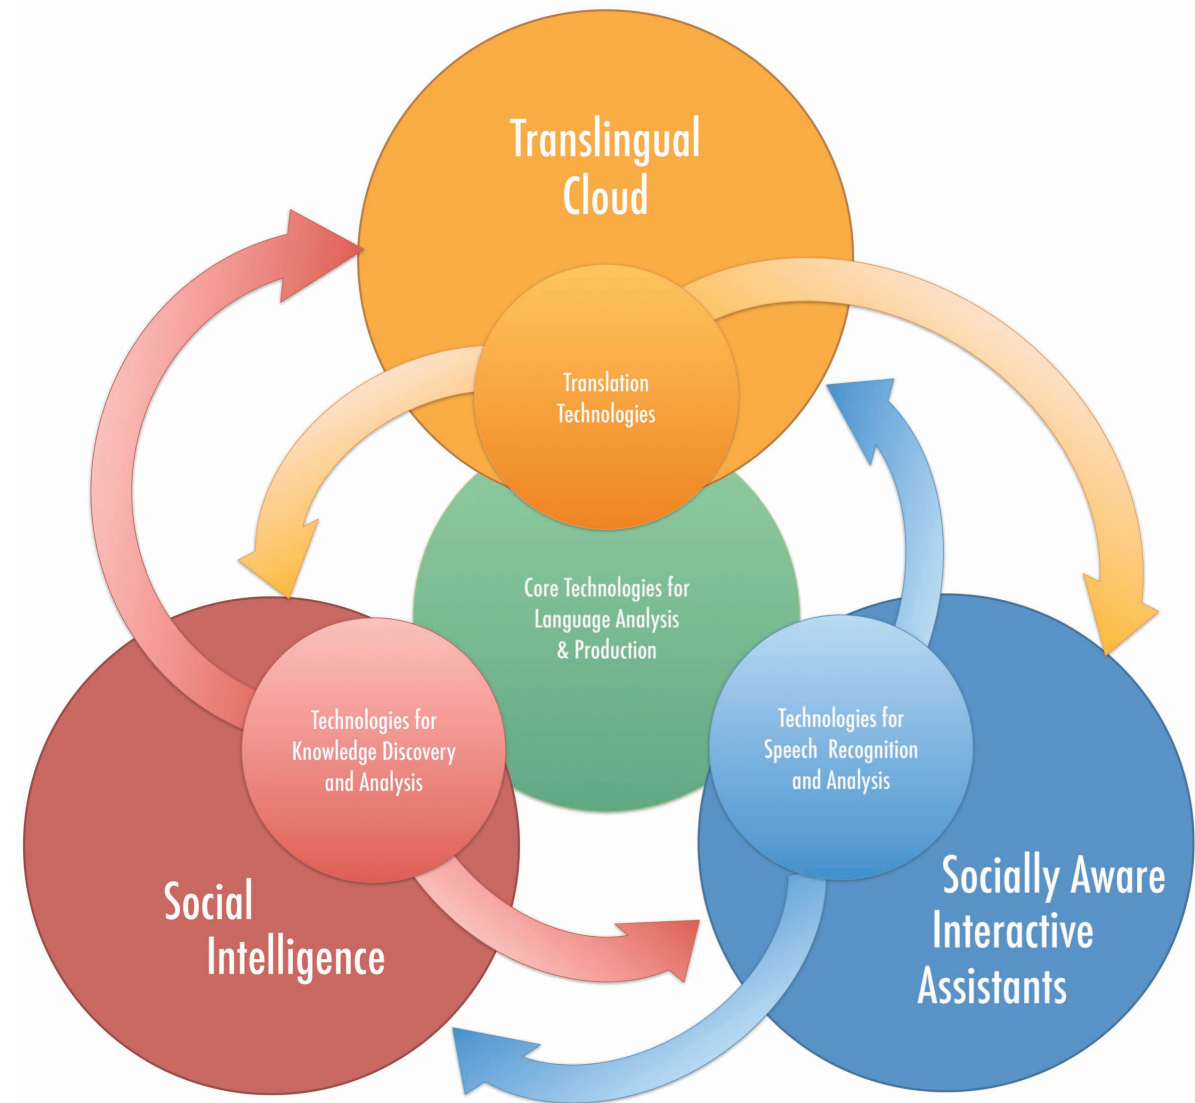 Translingual
Cloud
Translation
Technologies
Core Technologies for
Language Analysis
& Production
Technologies for
Knowledge Discovery
and Analysis
Technologies for
Speech Recognition
and Analysis
Social
Intelligence
Socially Aware
Interactive
Assistants